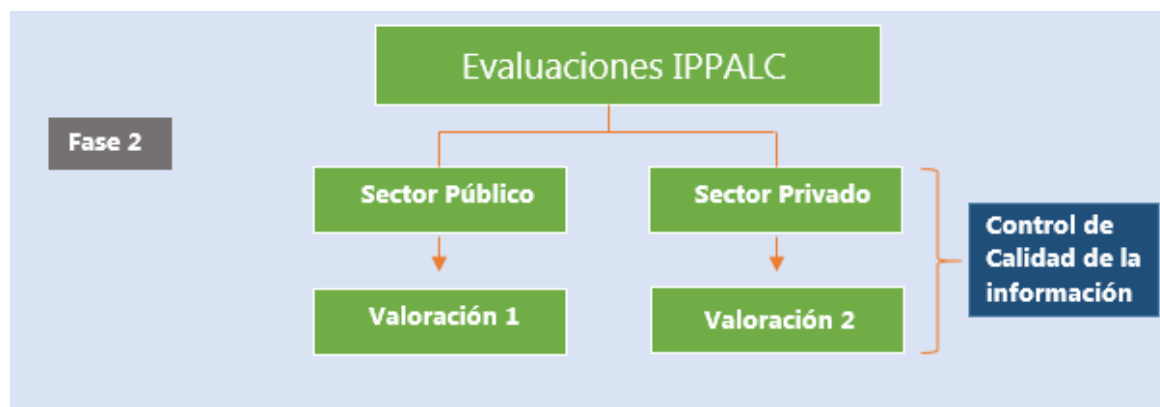 Evaluaciones IPPALC
Fase 2
Sector Público
Sector Privado
Control de
Calidad de la
información
Valoración 1
Valoración 2